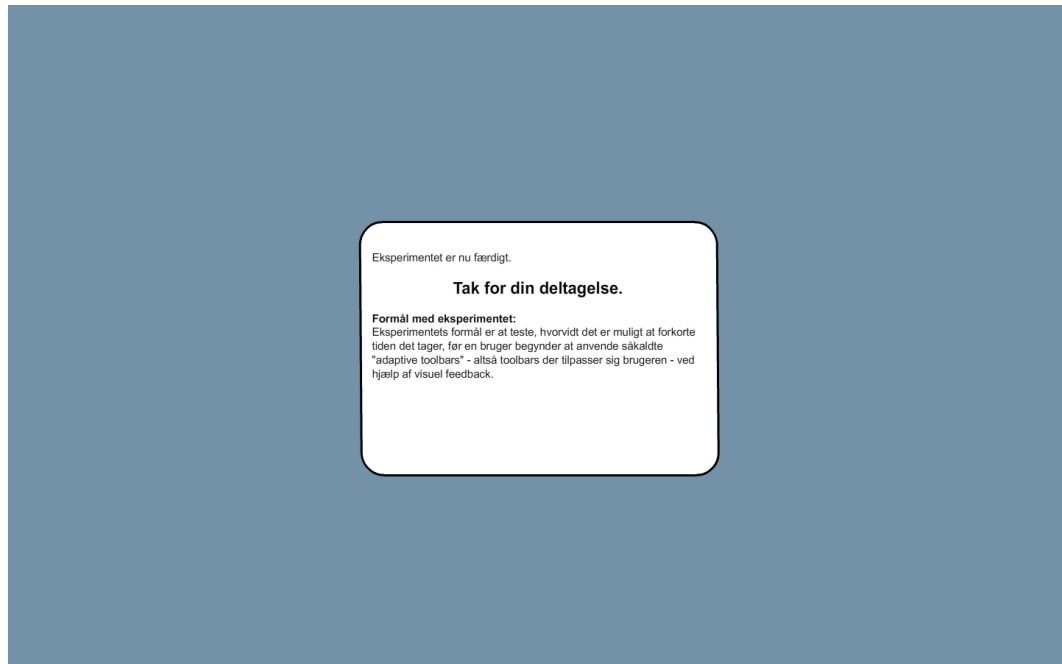 Eksperimentet er nu færdigt.
Tak for din deltagelse.
Formål med eksperimentet:
Eksperimentets formål er at teste, hvorvidt det er muligt at forkorte
tiden det tager, før en bruger begynder at anvende såkaldte
"adaptive toolbars" - altså toolbars der tilpasser sig brugeren - ved
hjælp af visuel feedback.